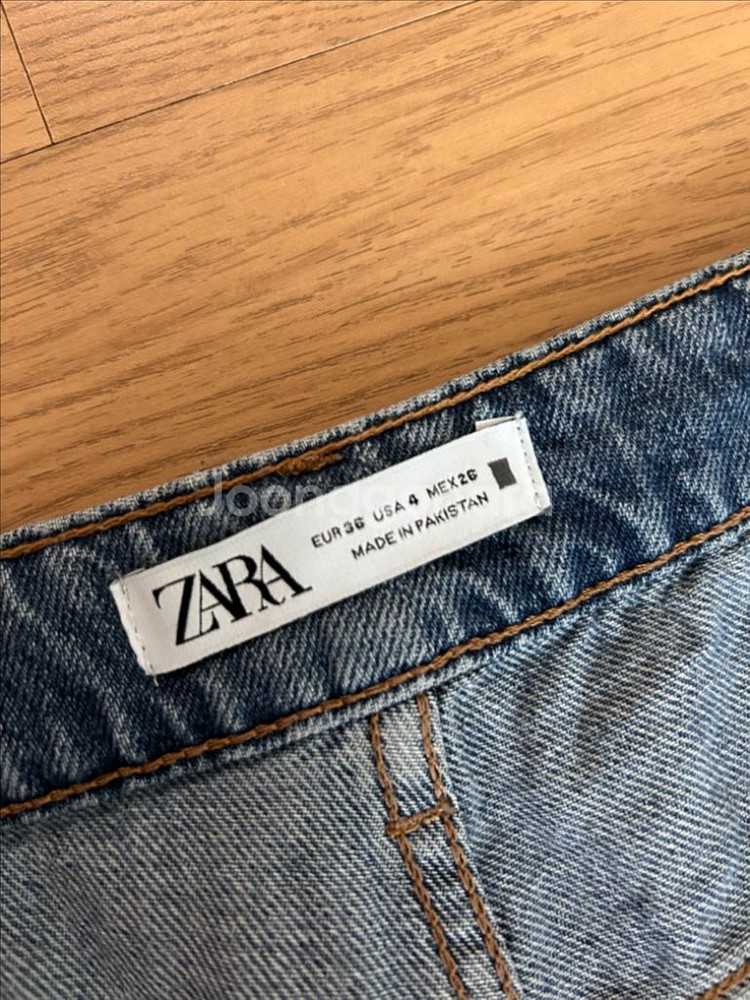 ZARA
EUR 36 USA 4 MEX 26
MADE IN PAKISTAN